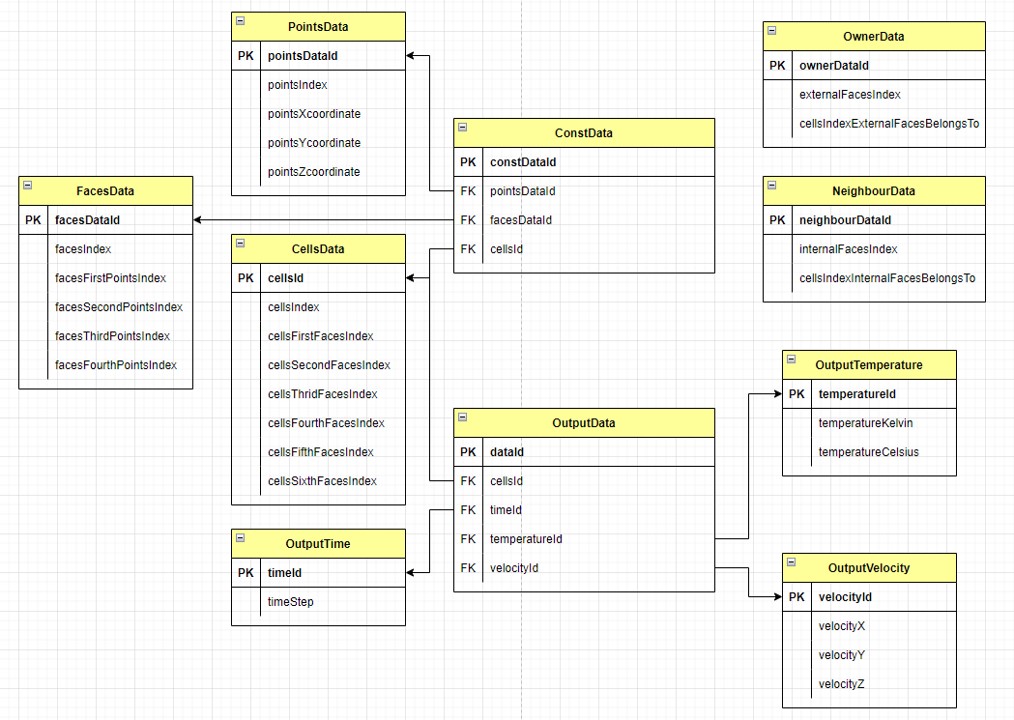 PointsData
PK pointsDataId
pointsIndex
pointsXcoordinate
pointsYcoordinate
pointsZcoordinate
OwnerData
PK ownerDataId
externalFacesIndex
cellsIndexExternalFacesBelongsTo
ConstData
PK constDataId
FK pointsDataId
FK facesDataId
FK cellsId
FacesData
PK facesDataId
facesIndex
facesFirstPointsIndex
facesSecondPointsIndex
facesThirdPointsIndex
facesFourthPointsIndex
NeighbourData
PK neighbourDataId
internalFacesIndex
cellsIndexInternalFacesBelongsTo
CellsData
PK cellsId
cellsIndex
cellsFirstFacesIndex
cellsSecondFacesIndex
cellsThridFacesIndex
cellsFourthFacesIndex
cellsFifthFacesIndex
cellsSixthFacesIndex
OutputTemperature
PK temperatureId
temperatureKelvin
temperatureCelsius
OutputData
PK dataId
FK cellsId
FK timeId
FK temperatureId
FK velocityId
OutputTime
PK timeId
timeStep
OutputVelocity
PK velocityId
velocityX
velocityY
velocityZ